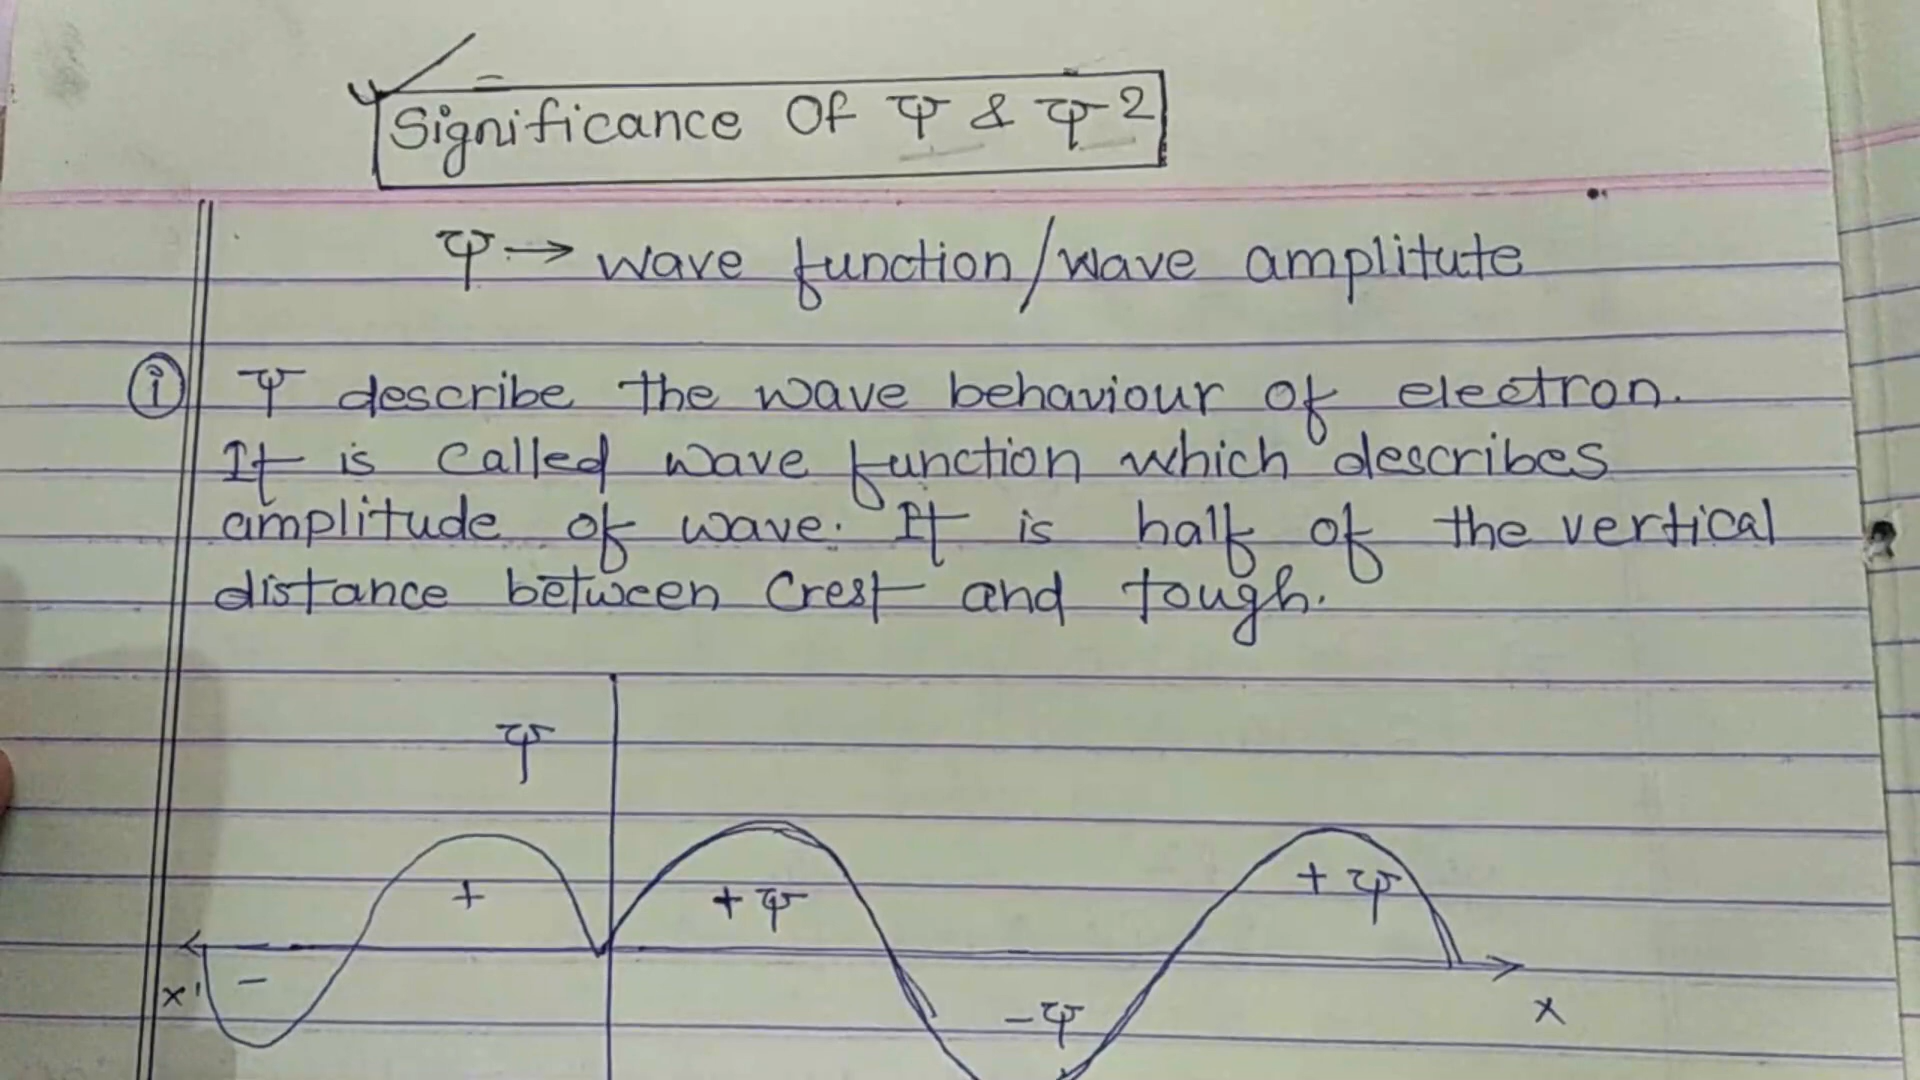 Significance Of Ψ & Ψ²
Ψ → wave function/wave amplitute
(i) Ψ describe the wave behaviour of electron.
It is called wave function which describes
amplitude of wave. It is half of the vertical
distance between Crest and tough.
Ψ
+ +Ψ +Ψ
x' - -Ψ x